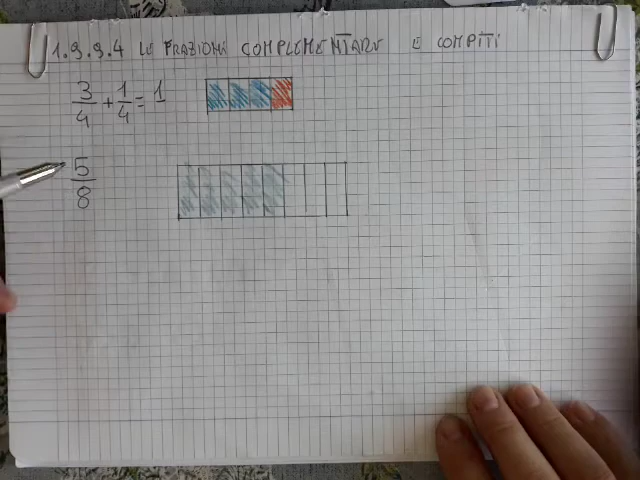 1.9.9.4 LE FRAZIONI COMPLEMENTARI E COMPITI
3/4 + 1/4 = 1
5/8